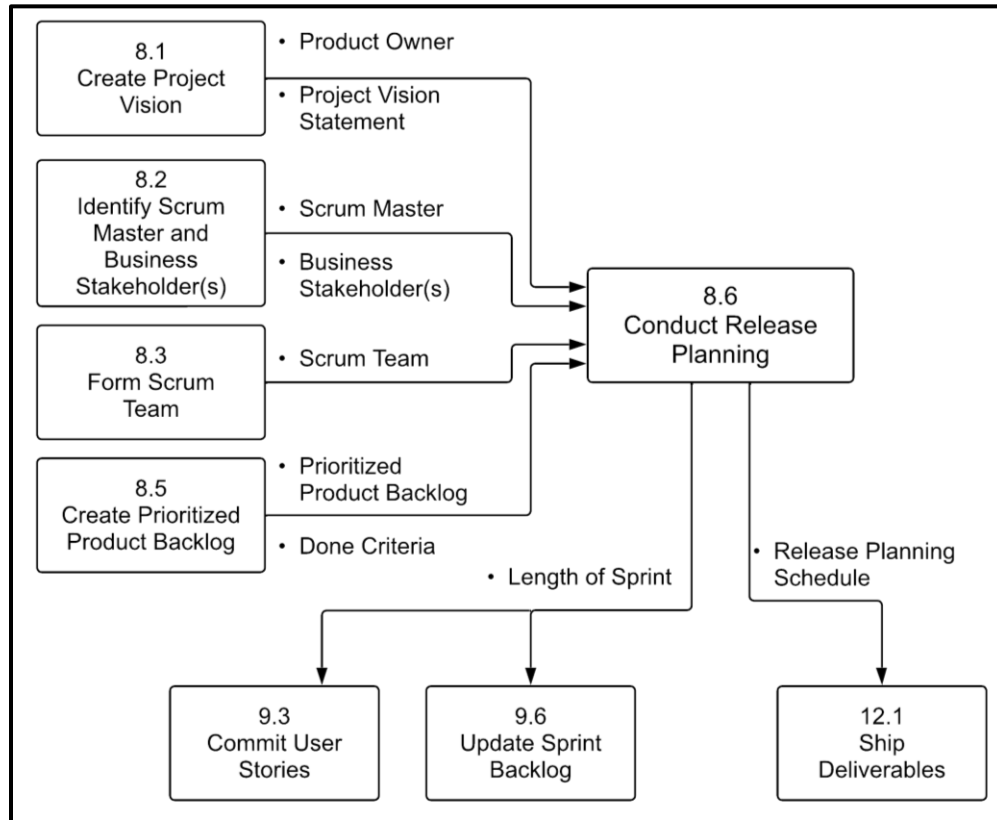 8.1
Create Project
Vision
• Product Owner
• Project Vision
Statement
8.2
Identify Scrum
Master and
Business
Stakeholder(s)
• Scrum Master
• Business
Stakeholder(s)
8.3
Form Scrum
Team
• Scrum Team
8.5
Create Prioritized
Product Backlog
• Prioritized
Product Backlog
• Done Criteria
8.6
Conduct Release
Planning
• Length of Sprint
• Release Planning
Schedule
9.3
Commit User
Stories
9.6
Update Sprint
Backlog
12.1
Ship
Deliverables